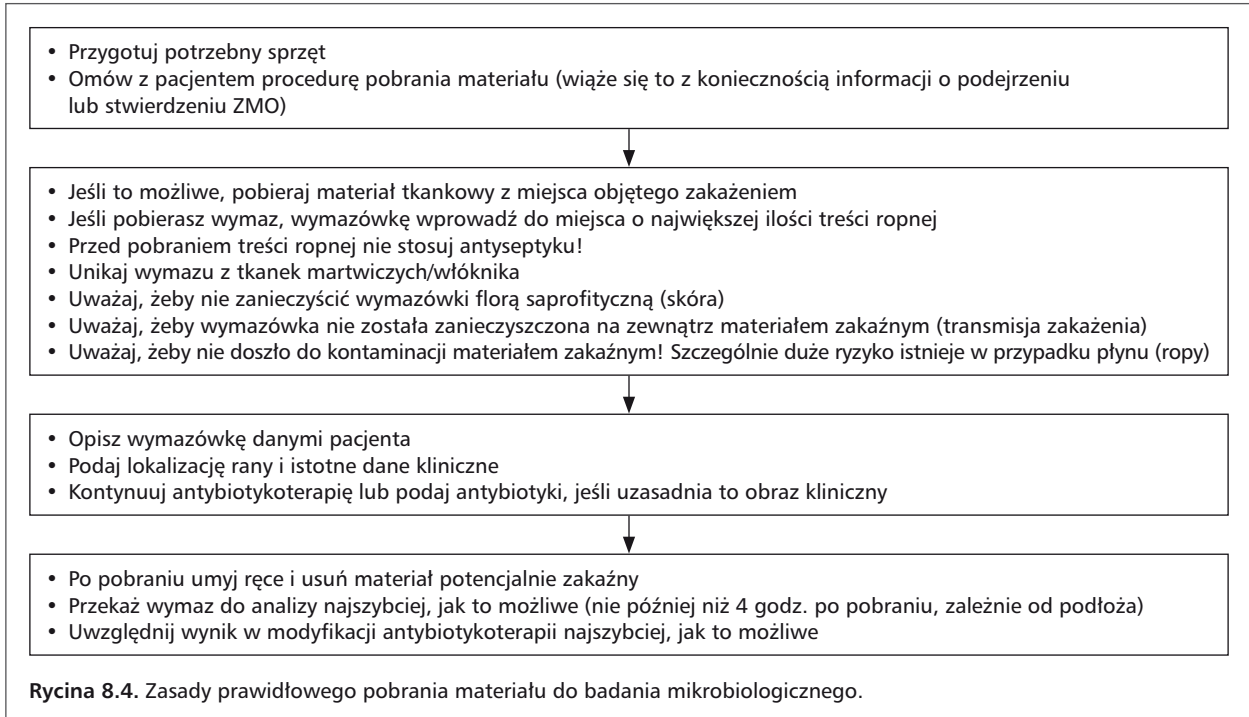 • Przygotuj potrzebny sprzęt
• Omów z pacjentem procedurę pobrania materiału (wiąże się to z koniecznością informacji o podejrzeniu
lub stwierdzeniu ZMO)
• Jeśli to możliwe, pobieraj materiał tkankowy z miejsca objętego zakażeniem
• Jeśli pobierasz wymaz, wymazówkę wprowadź do miejsca o największej ilości treści ropnej
• Przed pobraniem treści ropnej nie stosuj antyseptyku!
• Unikaj wymazu z tkanek martwiczych/włóknika
• Uważaj, żeby nie zanieczyścić wymazówki florą saprofityczną (skóra)
• Uważaj, żeby wymazówka nie została zanieczyszczona na zewnątrz materiałem zakaźnym (transmisja zakażenia)
• Uważaj, żeby nie doszło do kontaminacji materiałem zakaźnym! Szczególnie duże ryzyko istnieje w przypadku płynu (ropy)
• Opisz wymazówkę danymi pacjenta
• Podaj lokalizację rany i istotne dane kliniczne
• Kontynuuj antybiotykoterapię lub podaj antybiotyki, jeśli uzasadnia to obraz kliniczny
• Po pobraniu umyj ręce i usuń materiał potencjalnie zakaźny
• Przekaż wymaz do analizy najszybciej, jak to możliwe (nie później niż 4 godz. po pobraniu, zależnie od podłoża)
• Uwzględnij wynik w modyfikacji antybiotykoterapii najszybciej, jak to możliwe
Rycina 8.4. Zasady prawidłowego pobrania materiału do badania mikrobiologicznego.